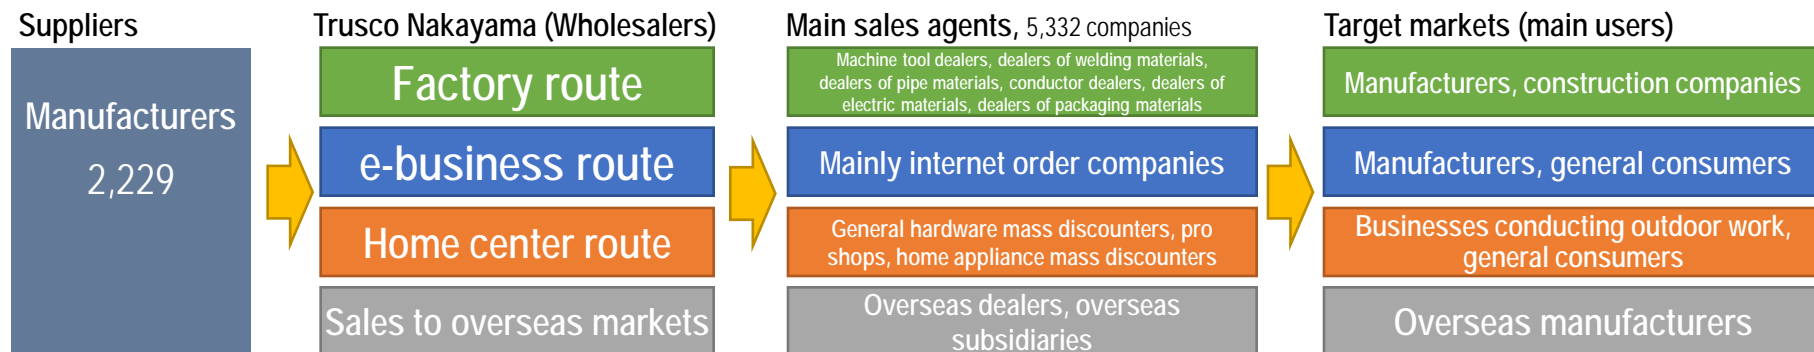 Suppliers
Manufacturers
2,229
Trusco Nakayama (Wholesalers)
Factory route
e-business route
Home center route
Sales to overseas markets
Main sales agents, 5,332 companies
Machine tool dealers, dealers of welding materials,
dealers of pipe materials, conductor dealers, dealers of
electric materials, dealers of packaging materials
Mainly internet order companies
General hardware mass discounters, pro
shops, home appliance mass discounters
Overseas dealers, overseas
subsidiaries
Target markets (main users)
Manufacturers, construction companies
Manufacturers, general consumers
Businesses conducting outdoor work,
general consumers
Overseas manufacturers